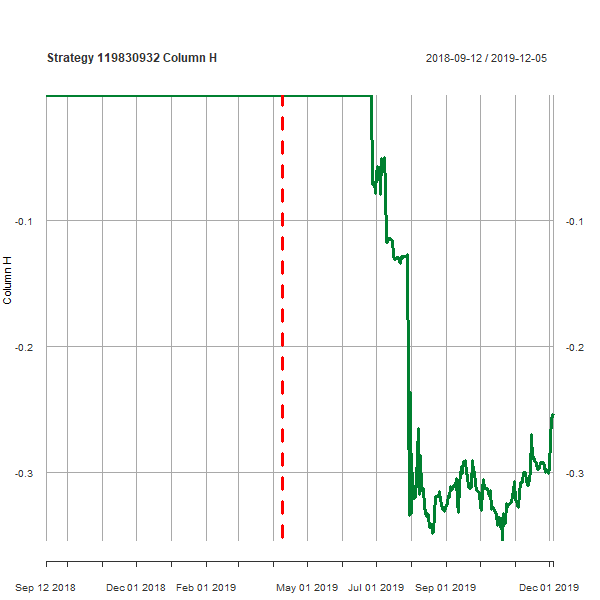 Strategy 119830932 Column H
2018-09-12 / 2019-12-05
Column H
-0.1
-0.1
-0.2
-0.2
-0.3
-0.3
Sep 12 2018
Dec 01 2018
Feb 01 2019
May 01 2019
Jul 01 2019
Sep 01 2019
Dec 01 2019